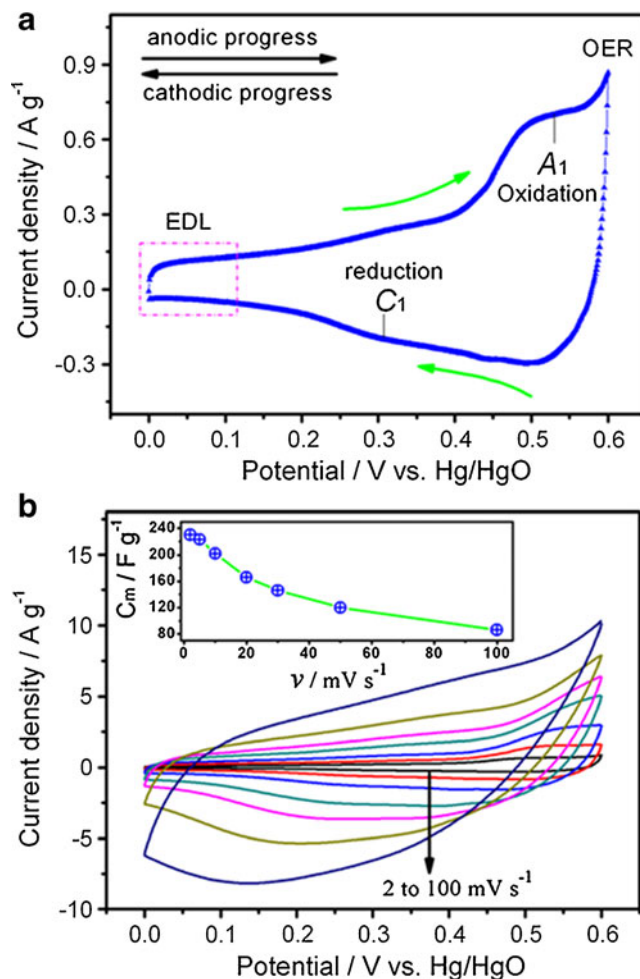 a
anodic progress
cathodic progress
OER
A1
Oxidation
EDL
reduction
C1
0.9
0.6
0.3
0.0
-0.3
Current density / A g-1
0.0 0.1 0.2 0.3 0.4 0.5 0.6
Potential / V vs. Hg/HgO
b
240
200
160
120
80
Cm / F g-1
0 20 40 60 80 100
ν / mV s-1
15
10
5
0
-5
-10
Current density / A g-1
2 to 100 mV s-1
0.0 0.1 0.2 0.3 0.4 0.5 0.6
Potential / V vs. Hg/HgO